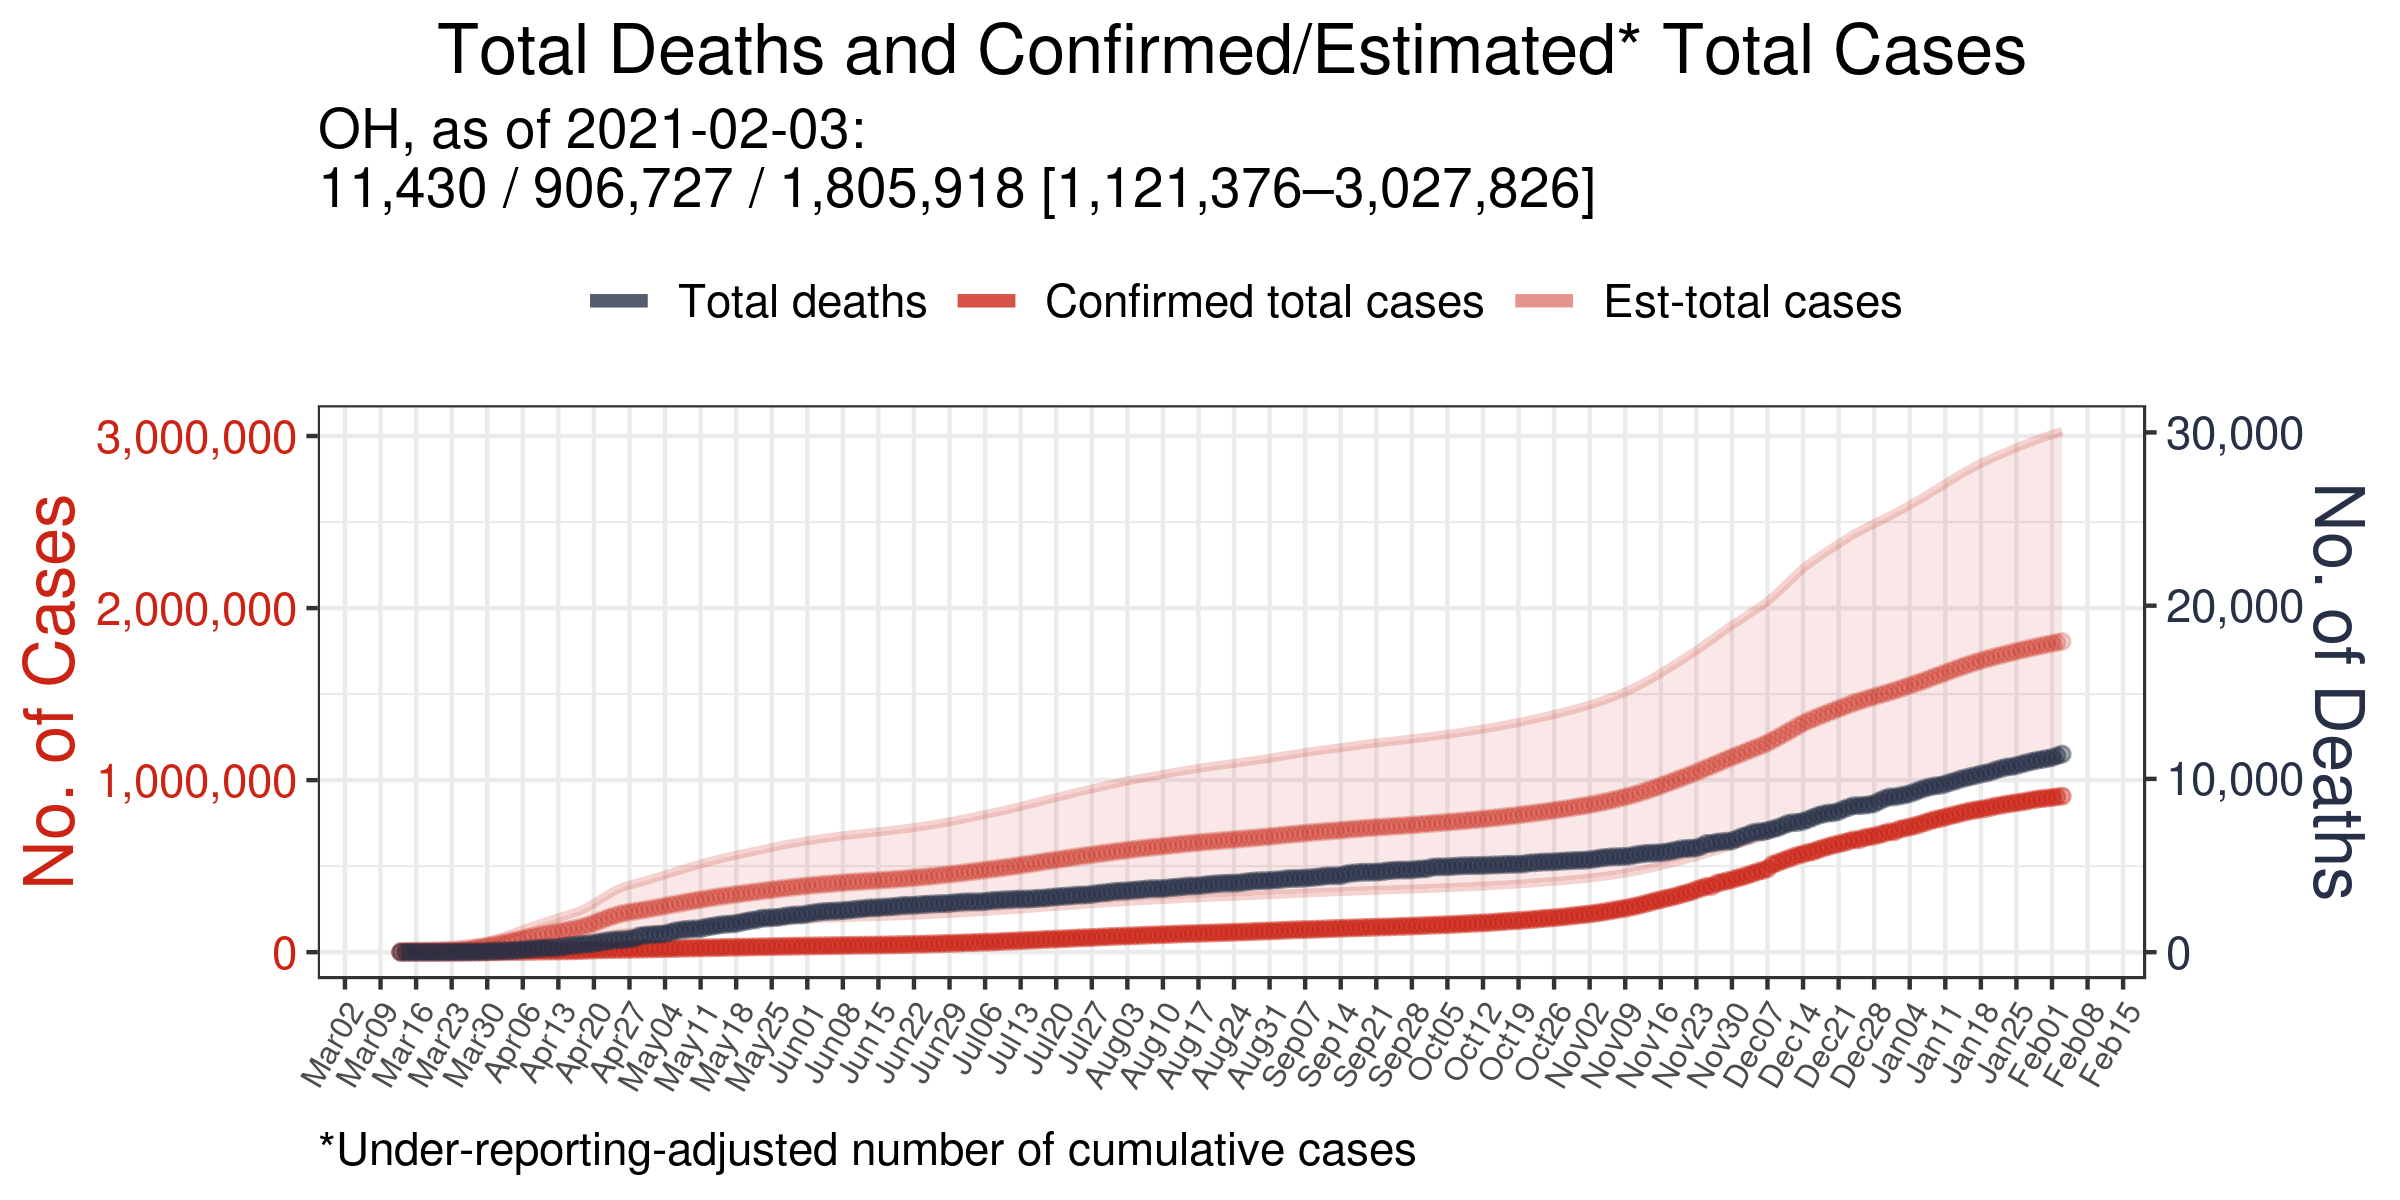 Total Deaths and Confirmed/Estimated* Total Cases
OH, as of 2021-02-03:
11,430 / 906,727 / 1,805,918 [1,121,376–3,027,826]
Total deaths
Confirmed total cases
Est-total cases
No. of Cases
3,000,000
2,000,000
1,000,000
0
30,000
20,000
10,000
0
No. of Deaths
Mar02
Mar09
Mar16
Mar23
Mar30
Apr06
Apr13
Apr20
Apr27
May04
May11
May18
May25
Jun01
Jun08
Jun15
Jun22
Jun29
Jul06
Jul13
Jul20
Jul27
Aug03
Aug10
Aug17
Aug24
Aug31
Sep07
Sep14
Sep21
Sep28
Oct05
Oct12
Oct19
Oct26
Nov02
Nov09
Nov16
Nov23
Nov30
Dec07
Dec14
Dec21
Dec28
Jan04
Jan11
Jan18
Jan25
Feb01
Feb08
Feb15
*Under-reporting-adjusted number of cumulative cases